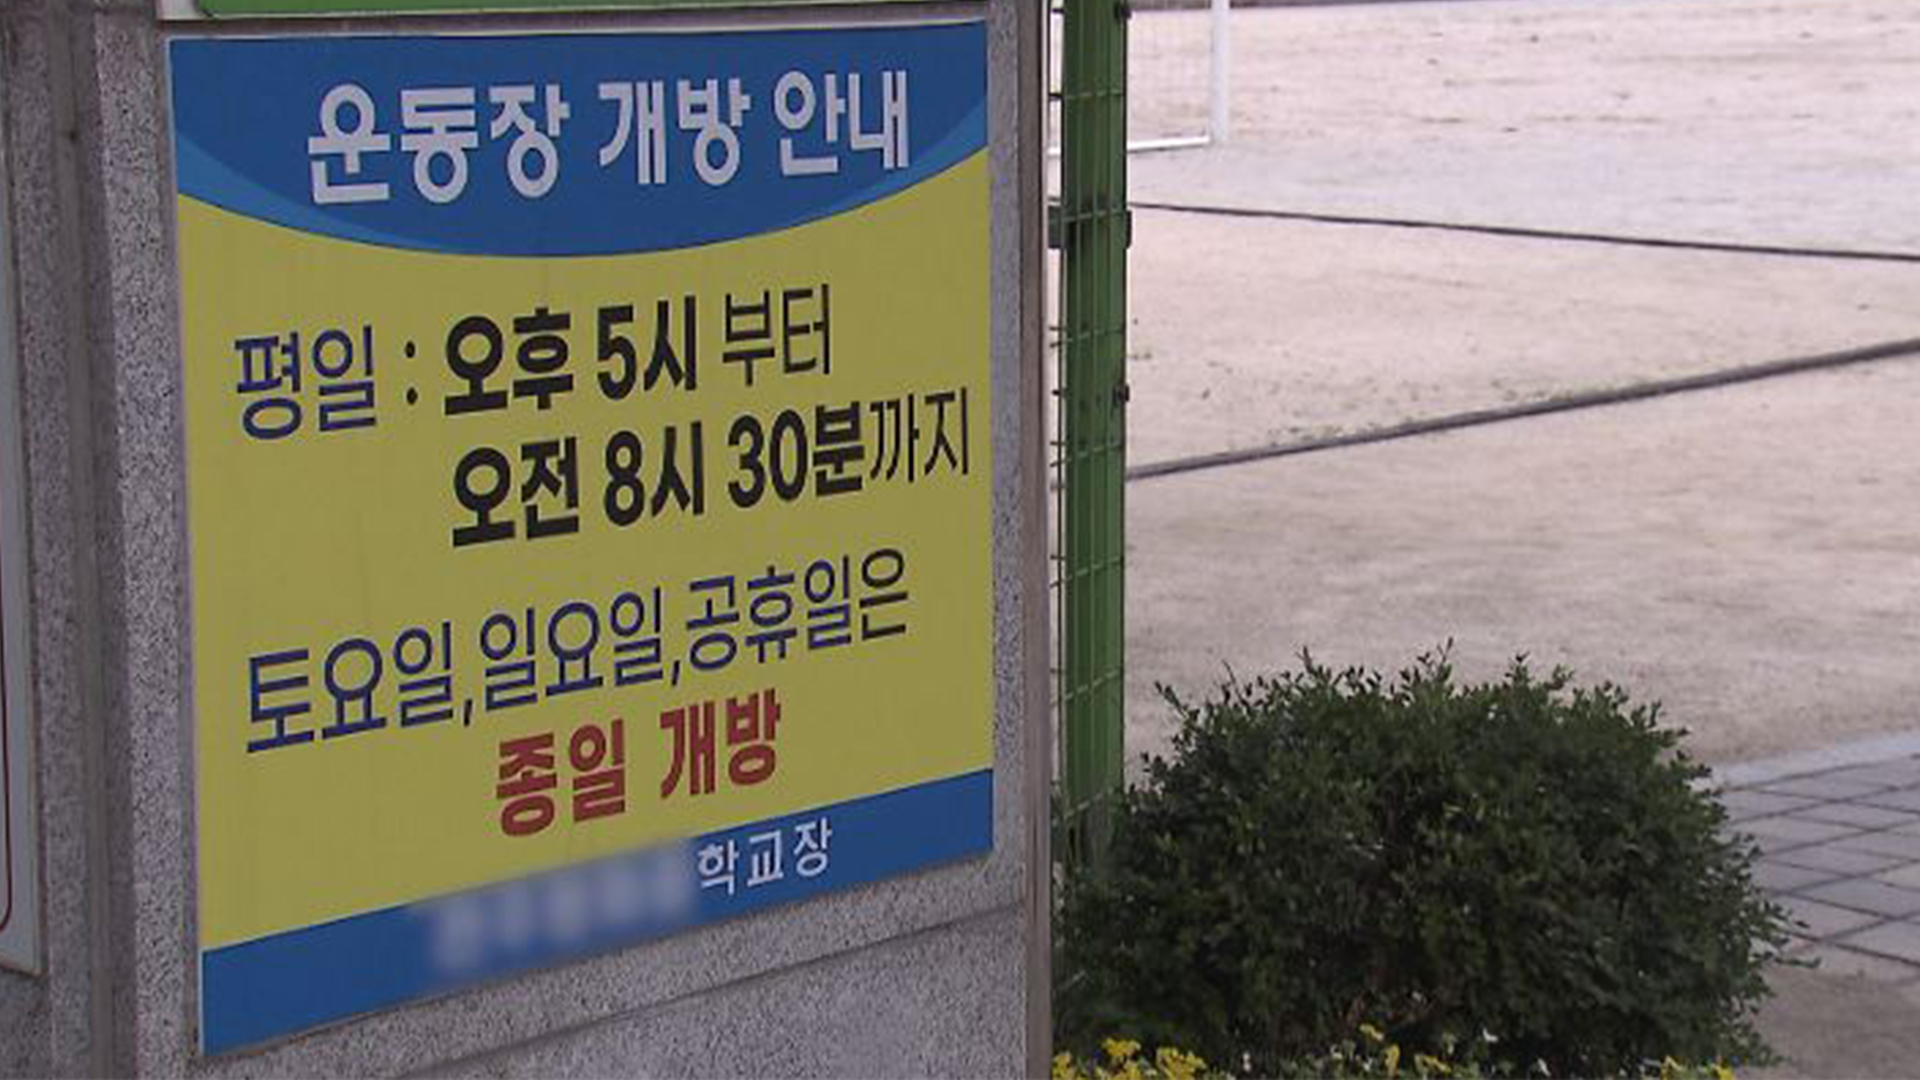 운동장 개방 안내
평일 : 오후 5시 부터
오전 8시 30분까지
토요일,일요일,공휴일은
종일 개방
학교장